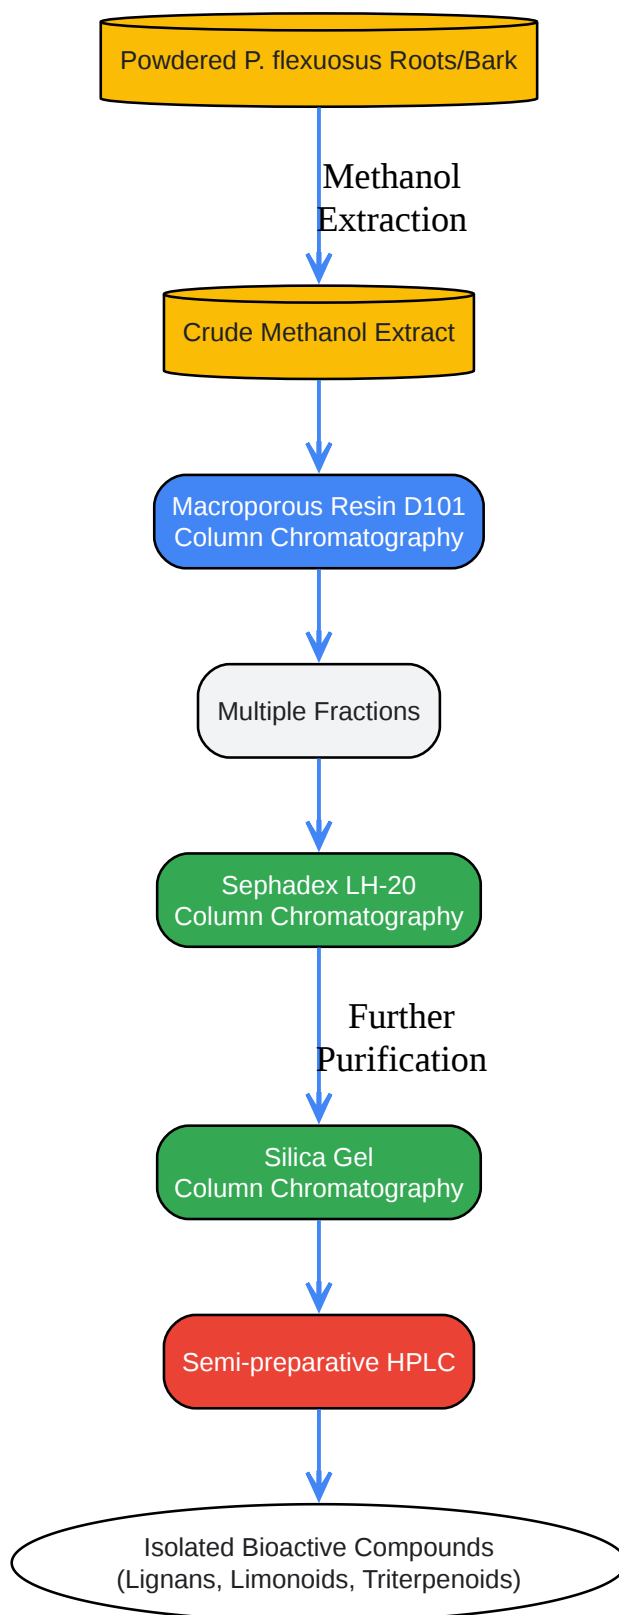 Powdered P. flexuosus Roots/Bark
Methanol
Extraction
Crude Methanol Extract
Macroporous Resin D101
Column Chromatography
Multiple Fractions
Sephadex LH-20
Column Chromatography
Further
Purification
Silica Gel
Column Chromatography
Semi-preparative HPLC
Isolated Bioactive Compounds
(Lignans, Limonoids, Triterpenoids)